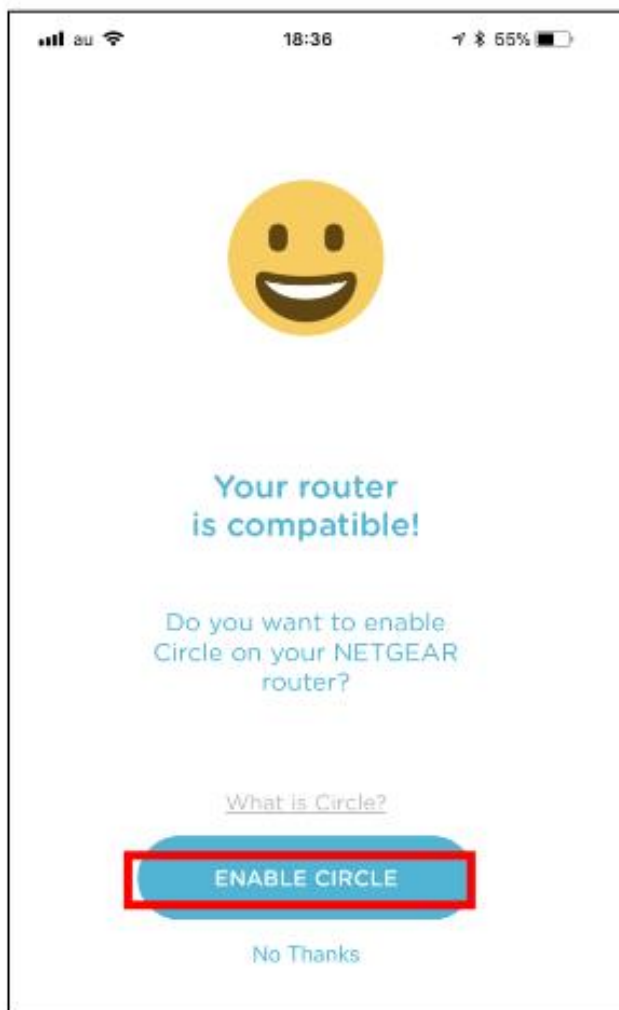 au 18:36 55%
Your router
is compatible!
Do you want to enable
Circle on your NETGEAR
router?
What is Circle?
ENABLE CIRCLE
No Thanks